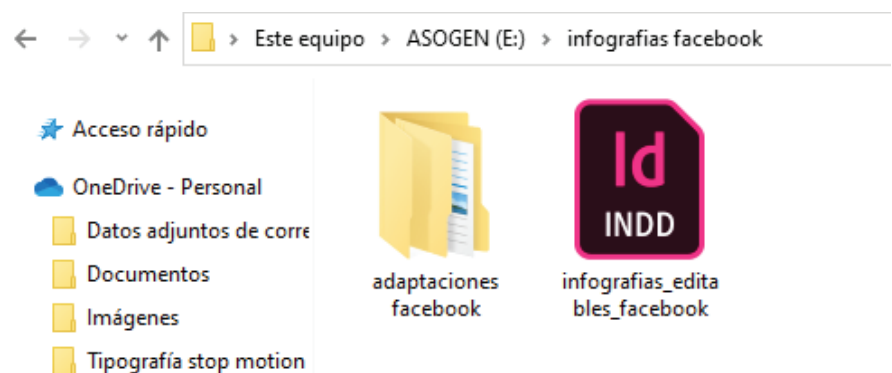 Este equipo > ASOGEN (E:) > infografias facebook
Acceso rápido
OneDrive - Personal
Datos adjuntos de corre
Documentos
Imágenes
Tipografía stop motion
adaptaciones
facebook
Id
INDD
infografias_edita
bles_facebook